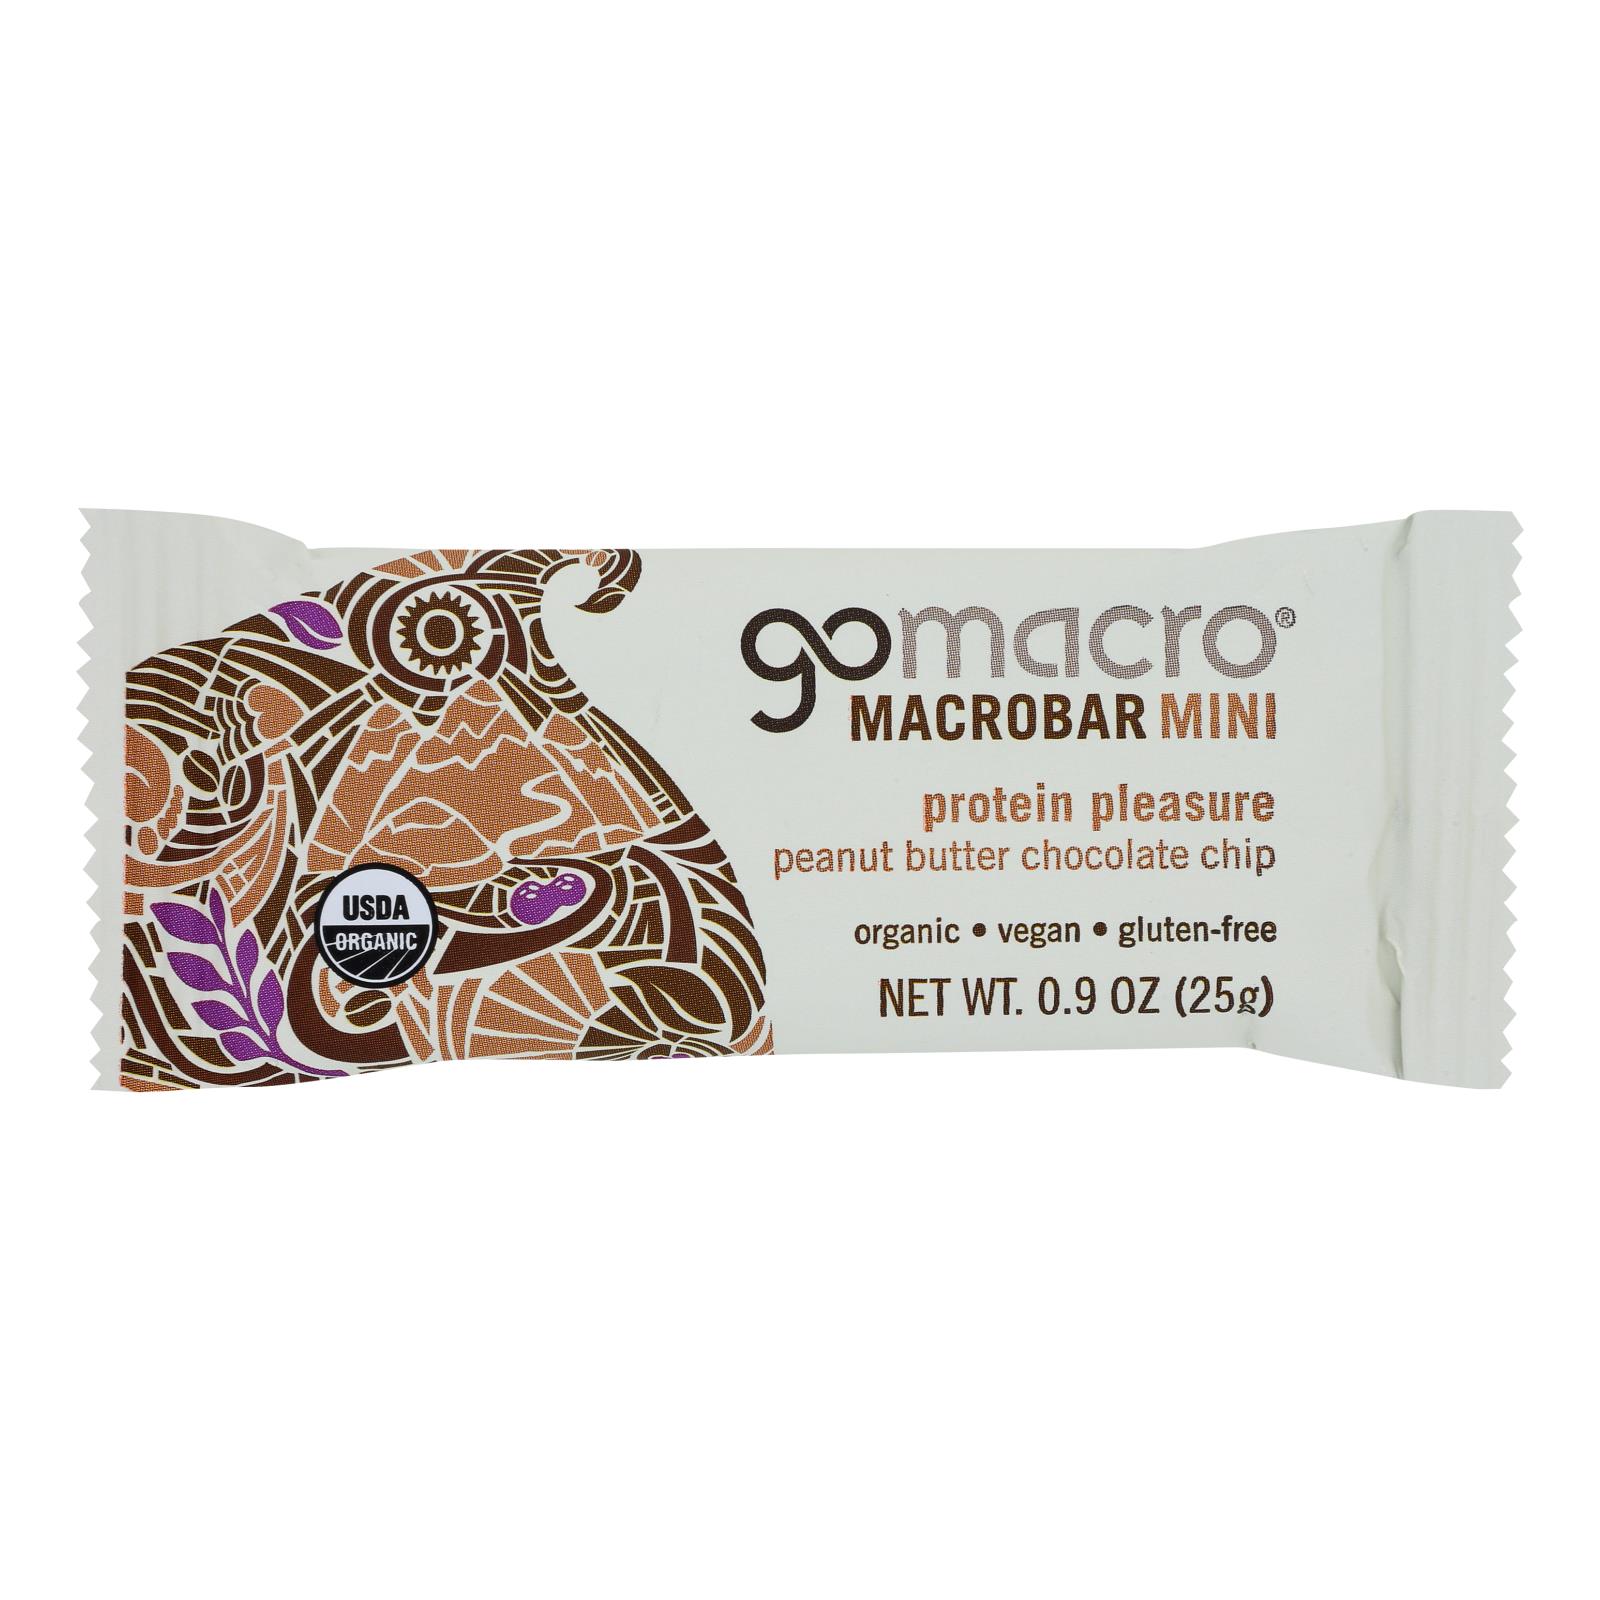 gomacro®
MACROBAR MINI
protein pleasure
peanut butter chocolate chip
organic • vegan • gluten-free
NET WT. 0.9 OZ (25g)
USDA
ORGANIC